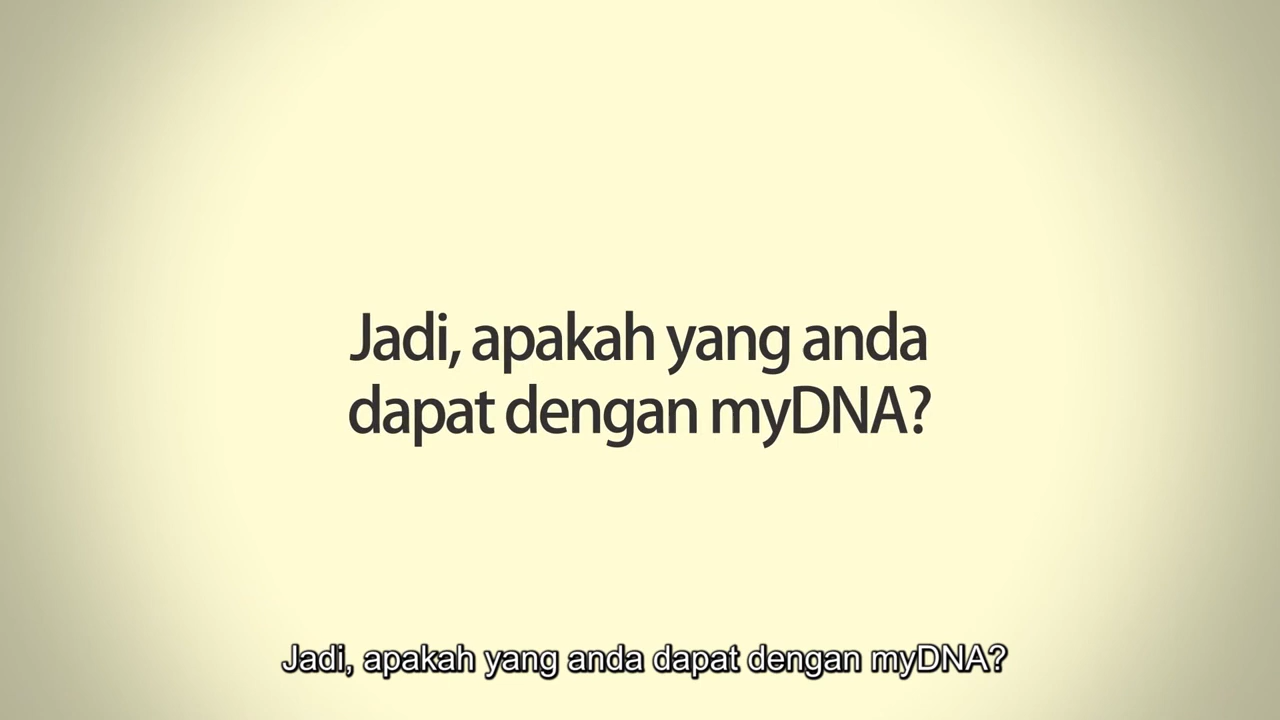 Jadi, apakah yang anda
dapat dengan myDNA?
Jadi, apakah yang anda dapat dengan myDNA?